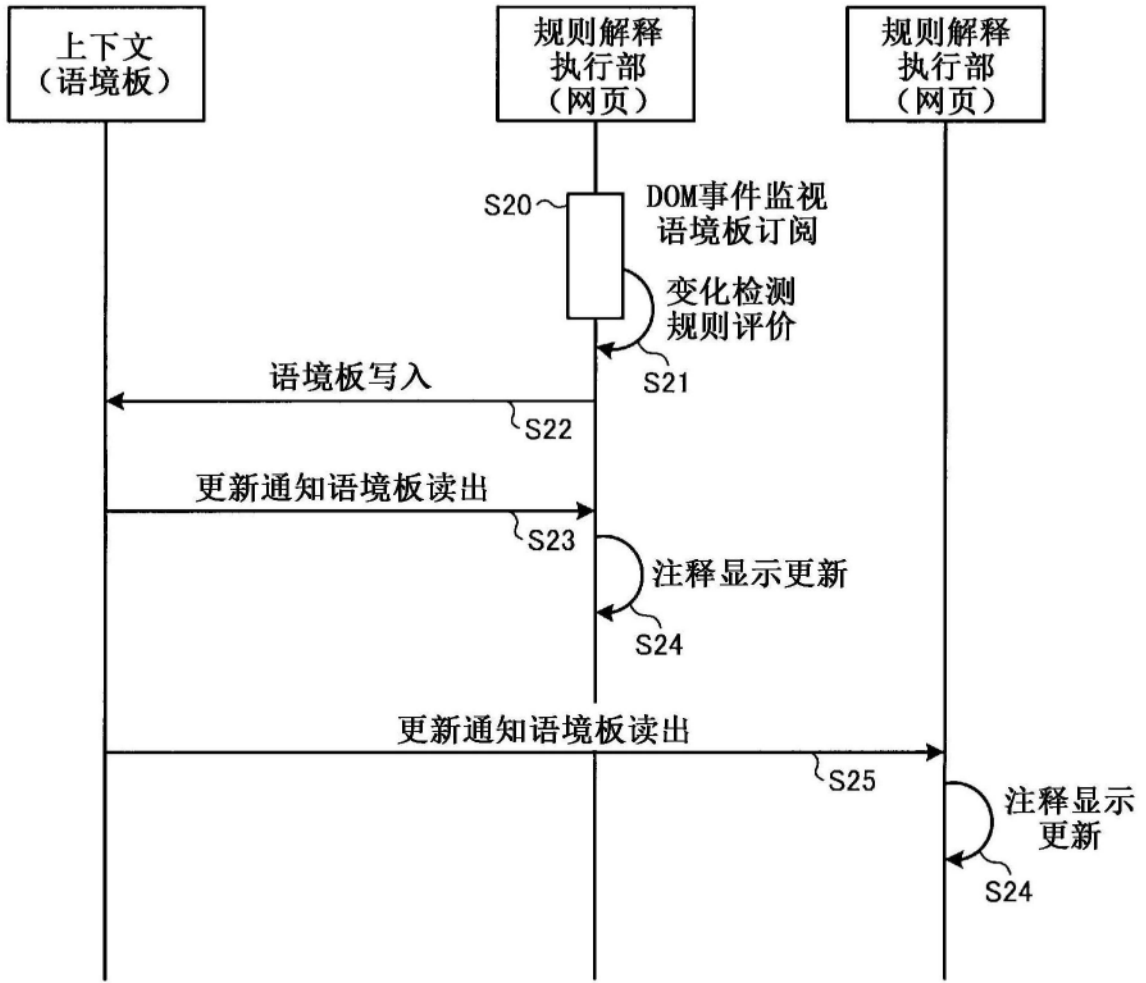 上下文
（语境板）
规则解释
执行部
（网页）
规则解释
执行部
（网页）
S20
DOM事件监视
语境板订阅
变化检测
规则评价
S21
语境板写入
S22
更新通知语境板读出
S23
注释显示更新
S24
更新通知语境板读出
S25
注释显示
更新
S24